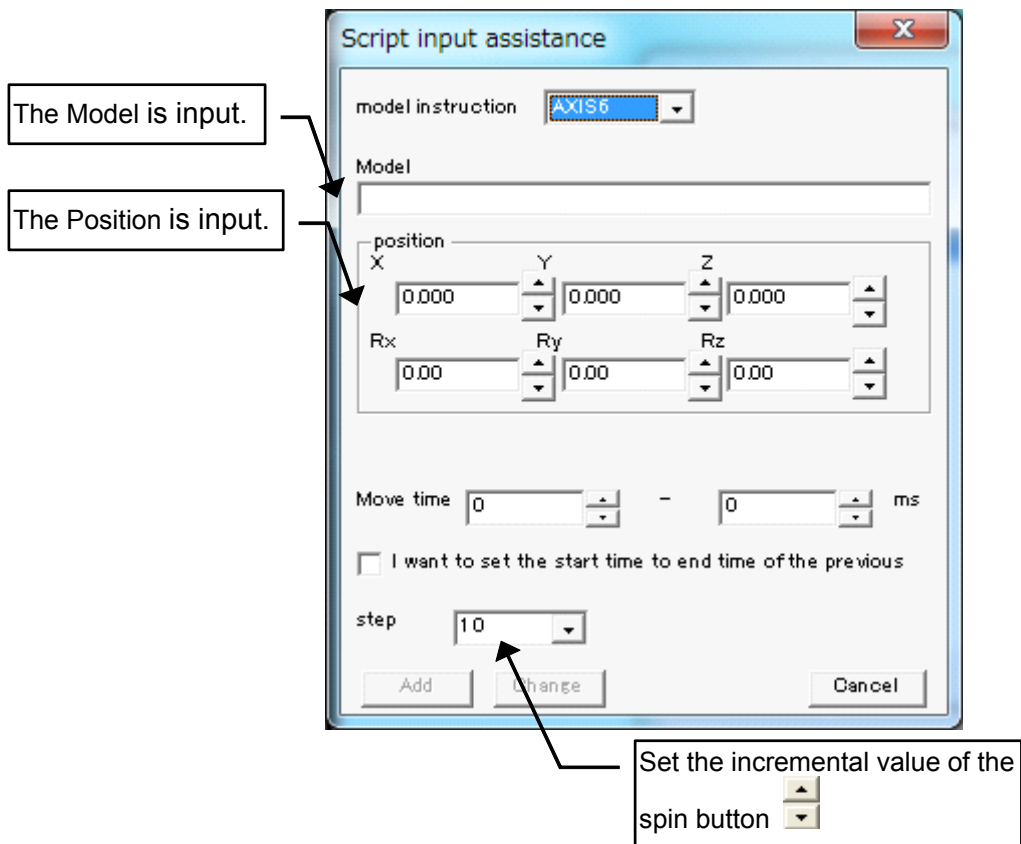 Script input assistance
model instruction AXIS6
The Model is input.
Model
The Position is input.
position
X Y Z
0.000 0.000 0.000
Rx Ry Rz
0.00 0.00 0.00
Move time 0 - 0 ms
I want to set the start time to end time of the previous
step 10
Add Change Cancel
Set the incremental value of the
spin button